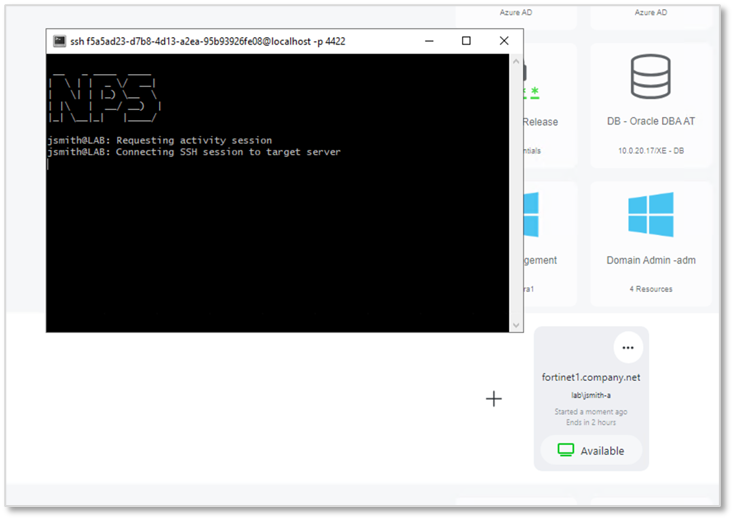 Azure AD
Azure AD
ssh f5a5ad23-d7b8-4d13-a2ea-95b93926fe08@localhost -p 4422
NPS
jsmith@LAB: Requesting activity session
jsmith@LAB: Connecting SSH session to target server
**
Release
entials
DB - Oracle DBA AT
10.0.20.17/XE - DB
gement
ra1
Domain Admin -adm
4 Resources
fortinet1.company.net
lab\jsmith-a
Started a moment ago
Ends in 2 hours
Available